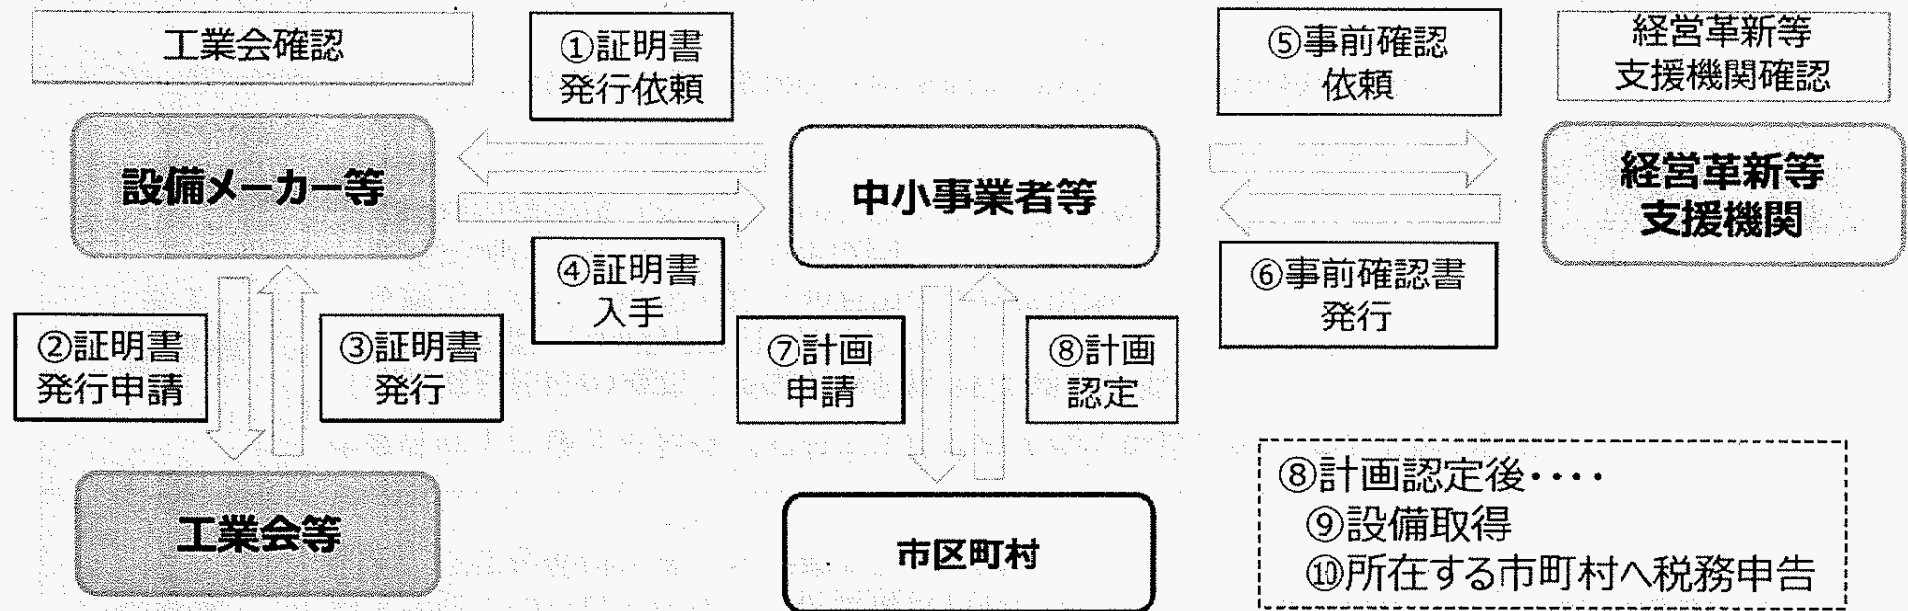 工業会確認
①証明書
発行依頼
⑤事前確認
依頼
経営革新等
支援機関確認
設備メーカー等
中小事業者等
経営革新等
支援機関
④証明書
入手
⑥事前確認書
発行
②証明書
発行申請
③証明書
発行
⑦計画
申請
⑧計画
認定
工業会等
市区町村
⑧計画認定後・・・・
⑨設備取得
⑩所在する市町村へ税務申告